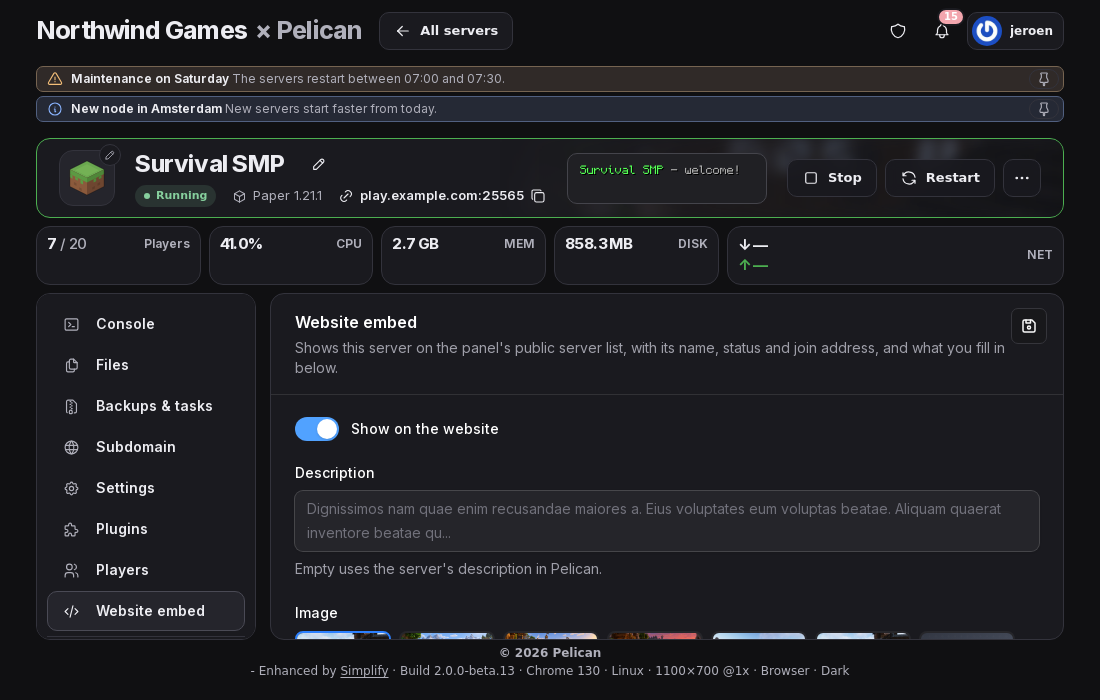 Northwind Games × Pelican
All servers
15
jeroen
Maintenance on Saturday The servers restart between 07:00 and 07:30.
New node in Amsterdam New servers start faster from today.
Survival SMP
Running
Paper 1.21.1
play.example.com:25565
Survival SMP — welcome!
Stop
Restart
7 / 20 Players
41.0% CPU
2.7 GB MEM
858.3 MB DISK
↓—
↑—
NET
Console
Files
Backups & tasks
Subdomain
Settings
Plugins
Players
Website embed
Website embed
Shows this server on the panel's public server list, with its name, status and join address, and what you fill in
below.
Show on the website
Description
Dignissimos nam quae enim recusandae maiores a. Eius voluptates eum voluptas beatae. Aliquam quaerat
inventore beatae qu...
Empty uses the server's description in Pelican.
Image
© 2026 Pelican
- Enhanced by Simplify · Build 2.0.0-beta.13 · Chrome 130 · Linux · 1100×700 @1x · Browser · Dark